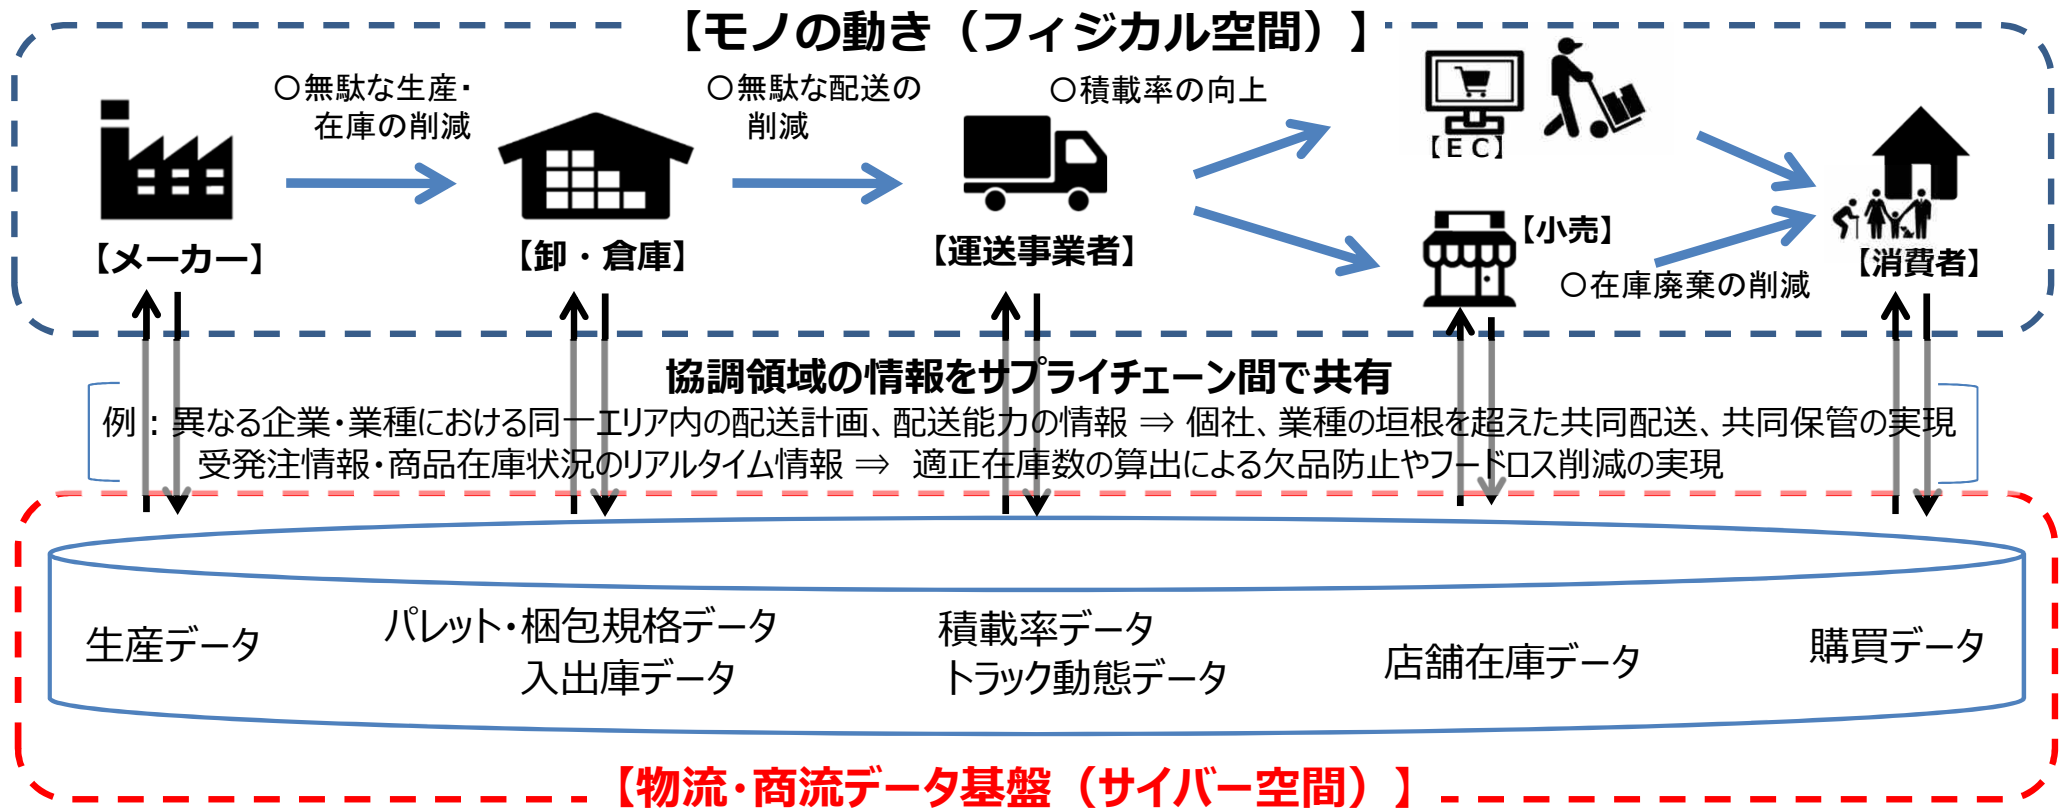 【モノの動き（フィジカル空間）】
〇無駄な生産・
在庫の削減
〇無駄な配送の
削減
〇積載率の向上
【ＥＣ】
【メーカー】
【卸・倉庫】
【運送事業者】
【小売】
〇在庫廃棄の削減
【消費者】
協調領域の情報をサプライチェーン間で共有
例：異なる企業・業種における同一エリア内の配送計画、配送能力の情報 ⇒ 個社、業種の垣根を超えた共同配送、共同保管の実現
受発注情報・商品在庫状況のリアルタイム情報 ⇒ 適正在庫数の算出による欠品防止やフードロス削減の実現
生産データ
パレット・梱包規格データ
入出庫データ
積載率データ
トラック動態データ
店舗在庫データ
購買データ
【物流・商流データ基盤（サイバー空間）】